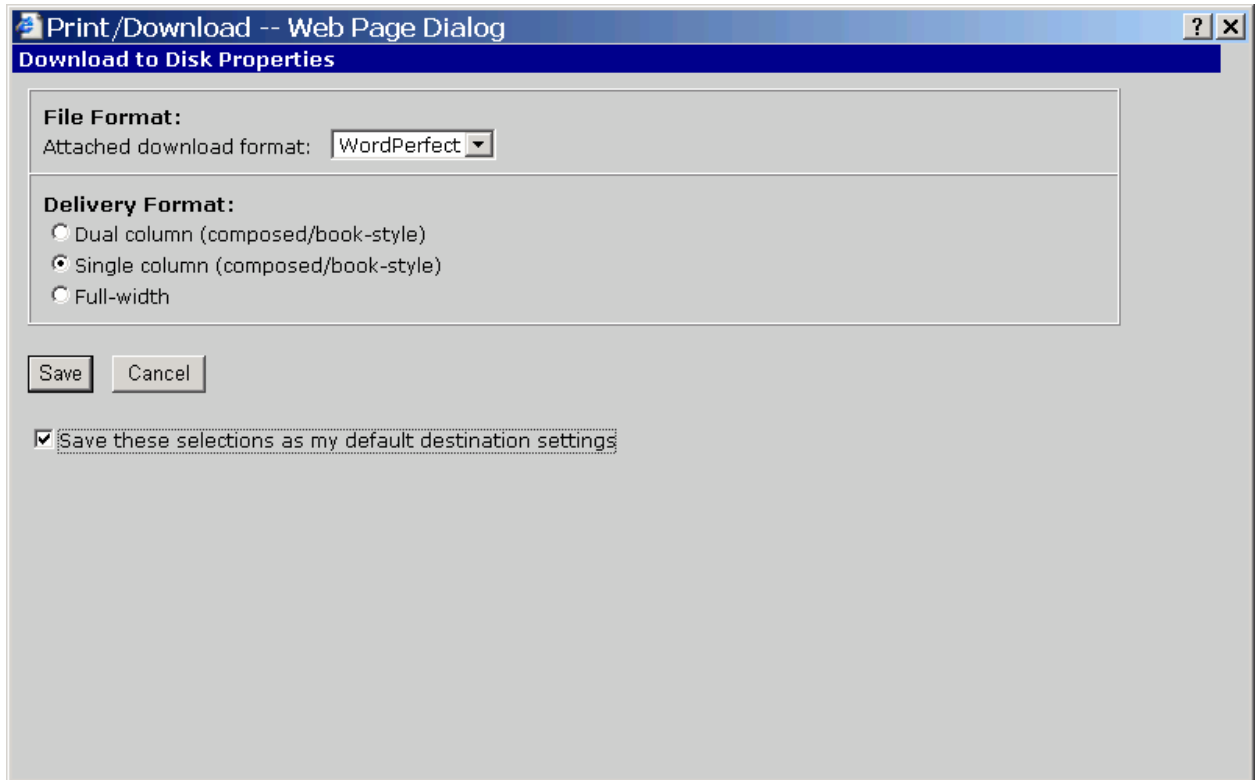 Print/Download -- Web Page Dialog
Download to Disk Properties
File Format:
Attached download format: WordPerfect
Delivery Format:
Dual column (composed/book-style)
Single column (composed/book-style)
Full-width
Save Cancel
Save these selections as my default destination settings